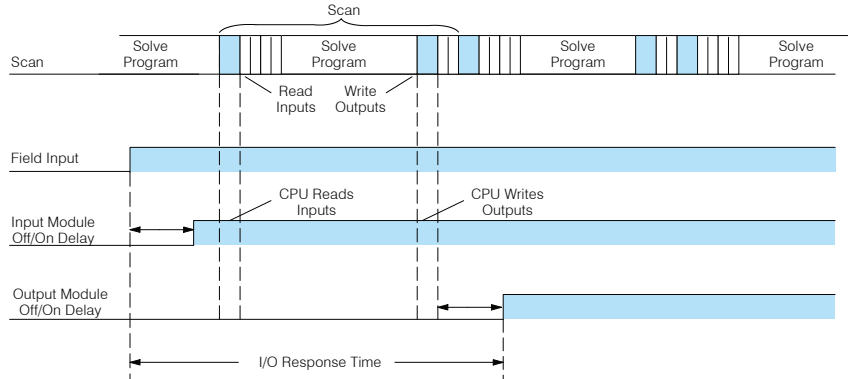 Scan
Solve
Program
Solve
Program
Solve
Program
Solve
Program
Scan
Read
Inputs
Write
Outputs
Field Input
CPU Reads
Inputs
CPU Writes
Outputs
Input Module
Off/On Delay
Output Module
Off/On Delay
I/O Response Time